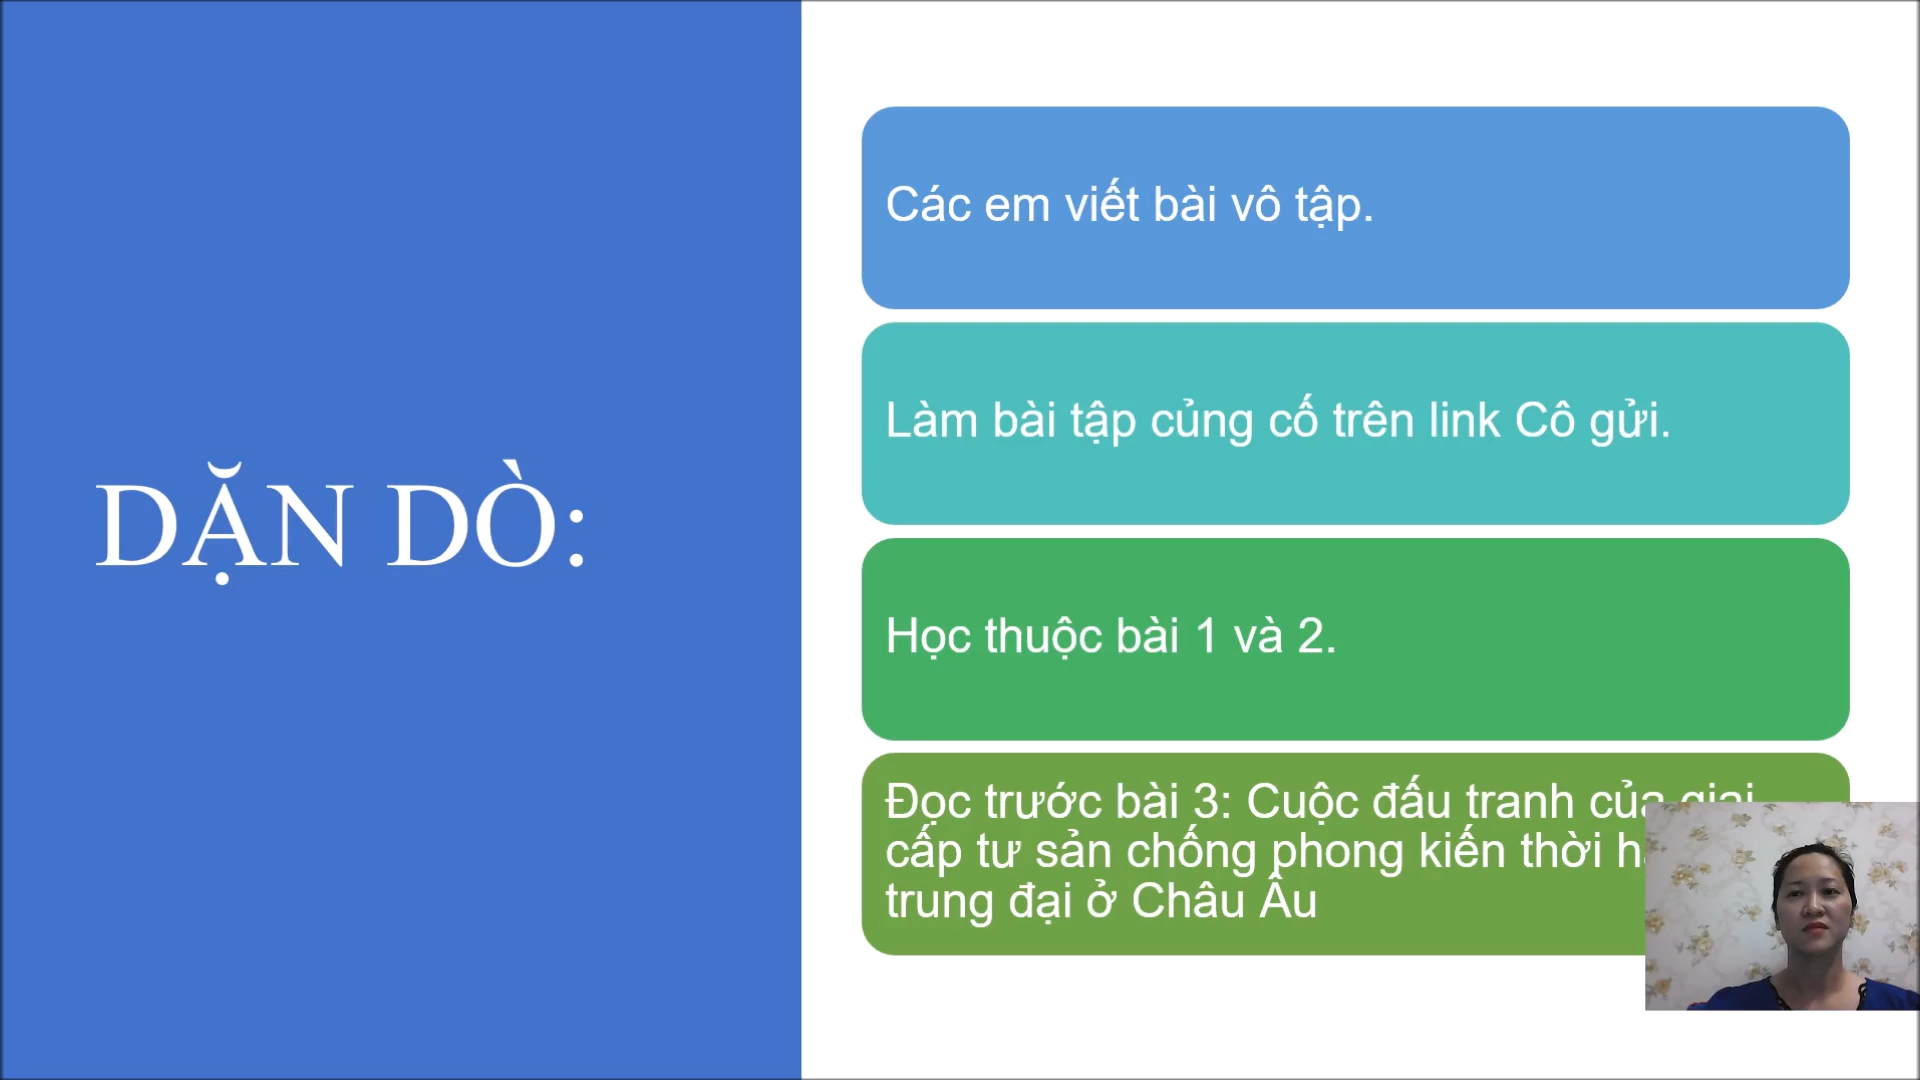 DẶN DÒ:
Các em viết bài vô tập.
Làm bài tập củng cố trên link Cô gửi.
Học thuộc bài 1 và 2.
Đọc trước bài 3: Cuộc đấu tranh của giai
cấp tư sản chống phong kiến thời
trung đại ở Châu Âu